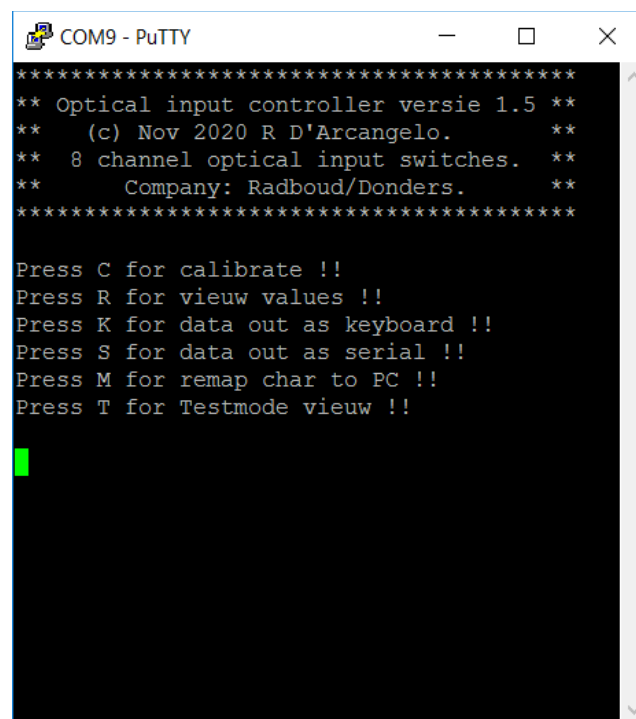 COM9 - PuTTY
*****************************************
** Optical input controller versie 1.5 **
**    (c) Nov 2020 R D'Arcangelo.       **
**  8 channel optical input switches.  **
**      Company: Radboud/Donders.      **
*****************************************
Press C for calibrate !!
Press R for vieuw values !!
Press K for data out as keyboard !!
Press S for data out as serial !!
Press M for remap char to PC !!
Press T for Testmode vieuw !!